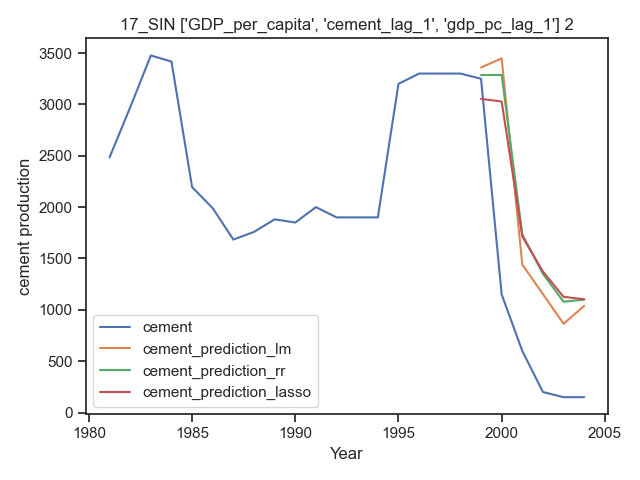 17_SIN ['GDP_per_capita', 'cement_lag_1', 'gdp_pc_lag_1'] 2
3500
3000
2500
2000
1500
1000
500
0
cement production
cement
cement_prediction_lm
cement_prediction_rr
cement_prediction_lasso
1980 1985 1990 1995 2000 2005
Year